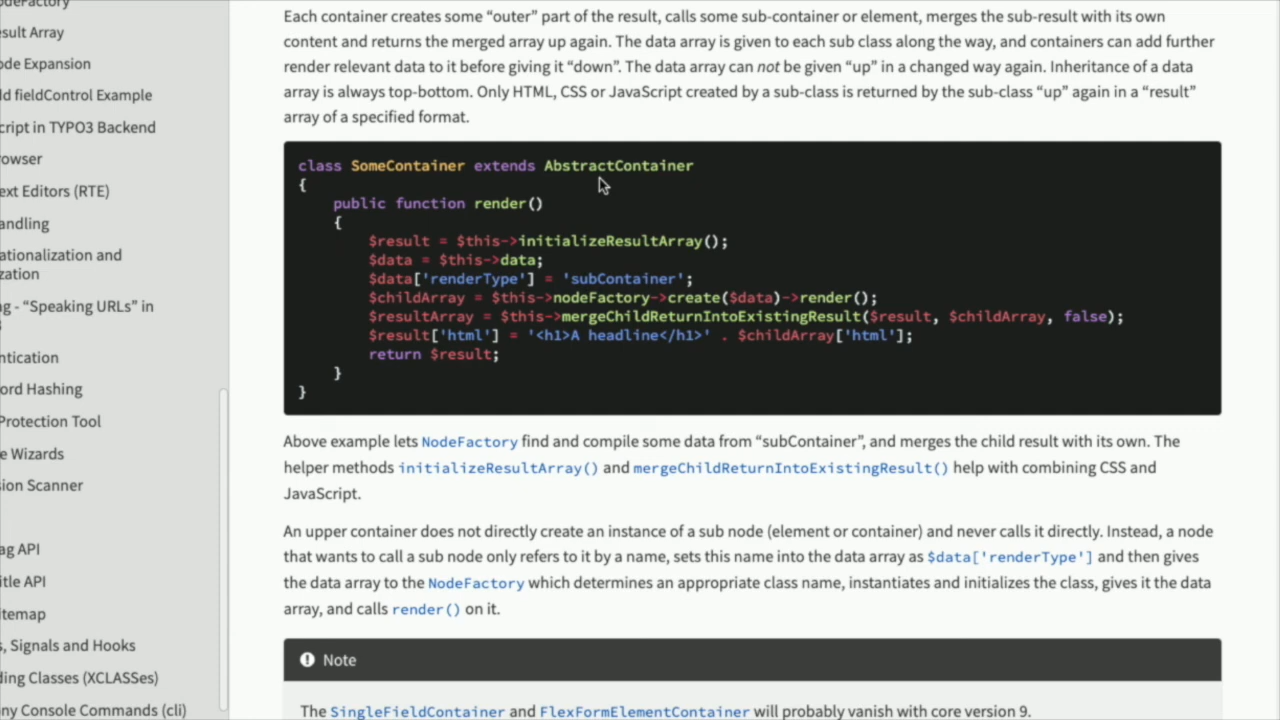 odeFactory
sult Array
ode Expansion
ld fieldControl Example
cript in TYPO3 Backend
rowser
ext Editors (RTE)
andling
ationalization and
zation
g - “Speaking URLs” in
3
ntication
ord Hashing
Protection Tool
e Wizards
sion Scanner
ag API
itle API
itemap
s, Signals and Hooks
ding Classes (XCLASSes)
ny Console Commands (cli)
Each container creates some “outer” part of the result, calls some sub-container or element, merges the sub-result with its own
content and returns the merged array up again. The data array is given to each sub class along the way, and containers can add further
render relevant data to it before giving it “down”. The data array can not be given “up” in a changed way again. Inheritance of a data
array is always top-bottom. Only HTML, CSS or JavaScript created by a sub-class is returned by the sub-class “up” again in a “result”
array of a specified format.
class SomeContainer extends AbstractContainer
{
public function render()
{
$result = $this->initializeResultArray();
$data = $this->data;
$data['renderType'] = 'subContainer';
$childArray = $this->nodeFactory->create($data)->render();
$resultArray = $this->mergeChildReturnIntoExistingResult($result, $childArray, false);
$result['html'] = '<h1>A headline</h1>' . $childArray['html'];
return $result;
}
}
Above example lets NodeFactory find and compile some data from “subContainer”, and merges the child result with its own. The
helper methods initializeResultArray() and mergeChildReturnIntoExistingResult() help with combining CSS and
JavaScript.
An upper container does not directly create an instance of a sub node (element or container) and never calls it directly. Instead, a node
that wants to call a sub node only refers to it by a name, sets this name into the data array as $data['renderType'] and then gives
the data array to the NodeFactory which determines an appropriate class name, instantiates and initializes the class, gives it the data
array, and calls render() on it.
Note
The SingleFieldContainer and FlexFormElementContainer will probably vanish with core version 9.